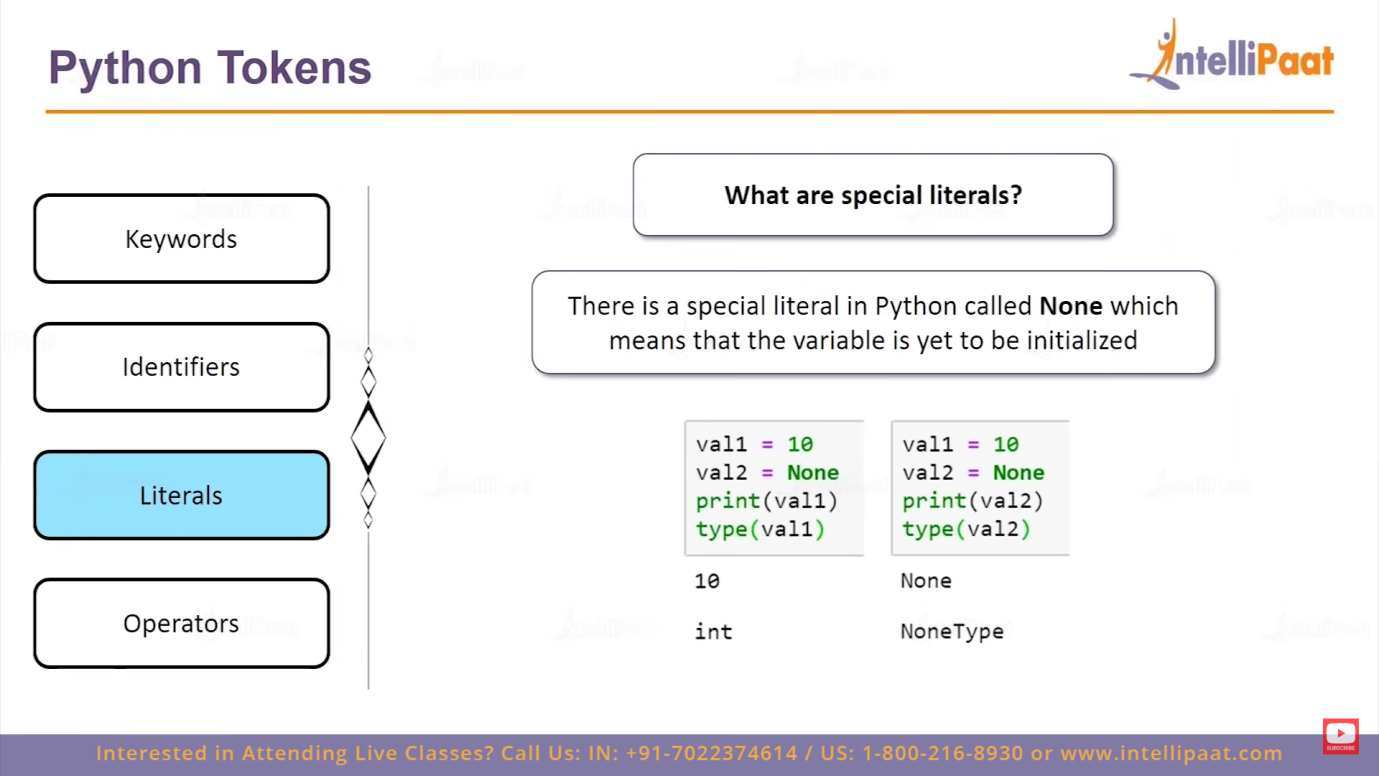 Python Tokens
IntelliPaat
Keywords
Identifiers
Literals
Operators
What are special literals?
There is a special literal in Python called None which
means that the variable is yet to be initialized
val1 = 10
val2 = None
print(val1)
type(val1)
10
int
val1 = 10
val2 = None
print(val2)
type(val2)
None
NoneType
SUBSCRIBE
Interested in Attending Live Classes? Call Us: IN: +91-7022374614 / US: 1-800-216-8930 or www.intellipaat.com